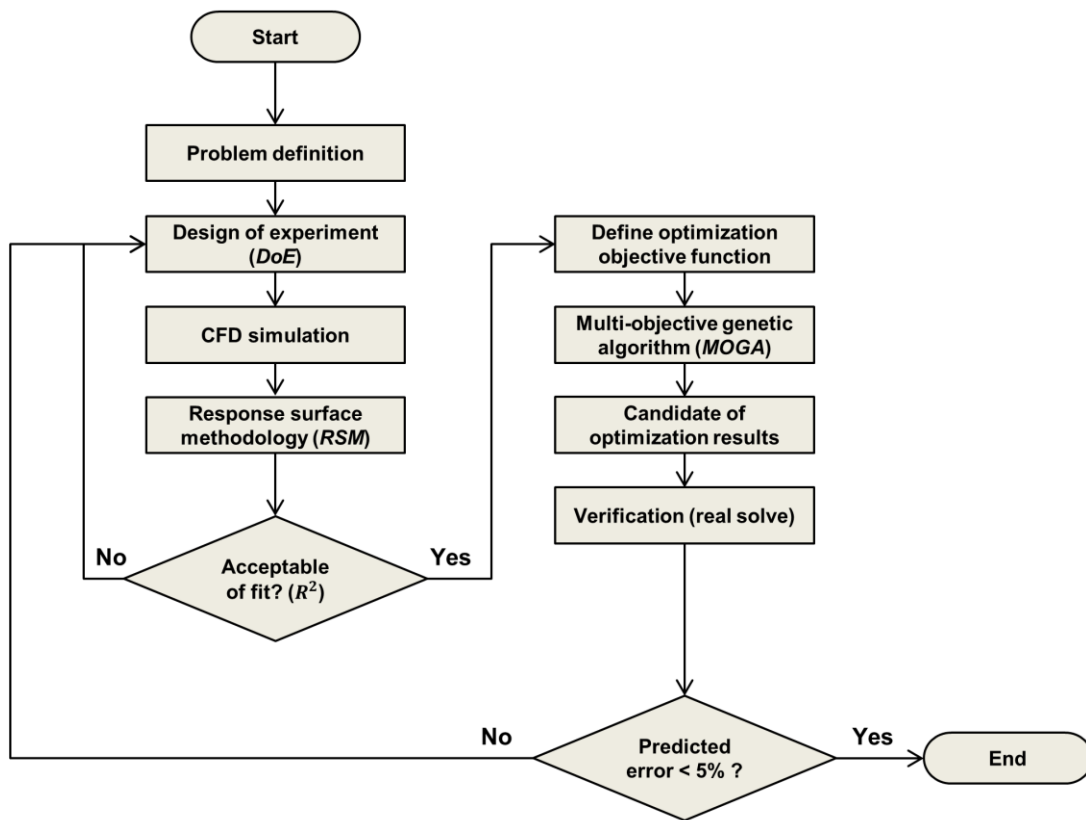 Start
Problem definition
Design of experiment
(DoE)
CFD simulation
Response surface
methodology (RSM)
No
Yes
Acceptable
of fit? (R²)
Define optimization
objective function
Multi-objective genetic
algorithm (MOGA)
Candidate of
optimization results
Verification (real solve)
No
Yes
Predicted
error < 5% ?
End